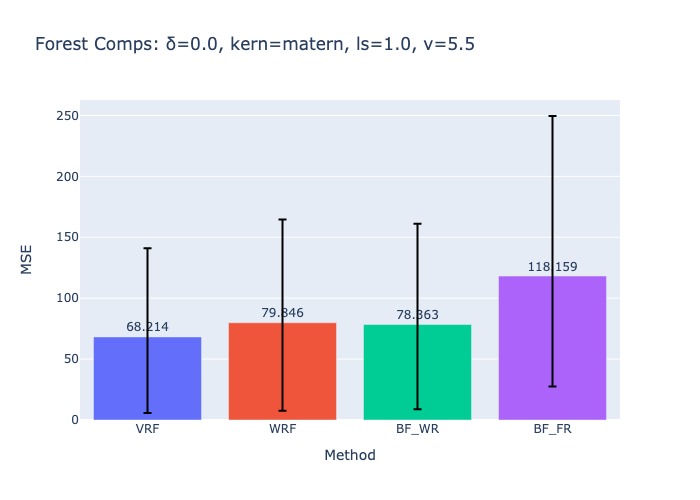 Forest Comps: δ=0.0, kern=matern, ls=1.0, v=5.5
250
200
150
100
50
0
MSE
68.214
79.846
78.363
118.159
VRF
WRF
BF_WR
BF_FR
Method